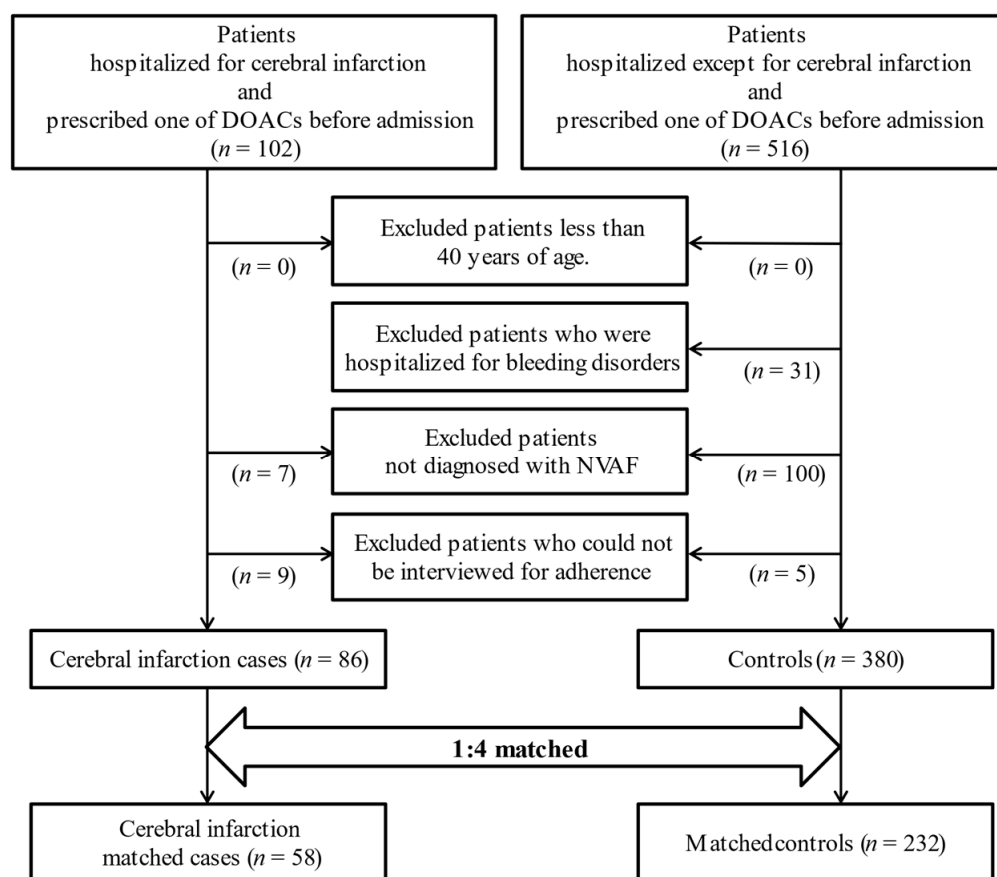 Patients
hospitalized for cerebral infarction
and
prescribed one of DOACs before admission
(n = 102)
Patients
hospitalized except for cerebral infarction
and
prescribed one of DOACs before admission
(n = 516)
Excluded patients less than
40 years of age.
(n = 0)
(n = 0)
Excluded patients who were
hospitalized for bleeding disorders
(n = 31)
Excluded patients
not diagnosed with NVAF
(n = 7)
(n = 100)
Excluded patients who could not
be interviewed for adherence
(n = 9)
(n = 5)
Cerebral infarction cases (n = 86)
Controls (n = 380)
1:4 matched
Cerebral infarction
matched cases (n = 58)
Matched controls (n = 232)